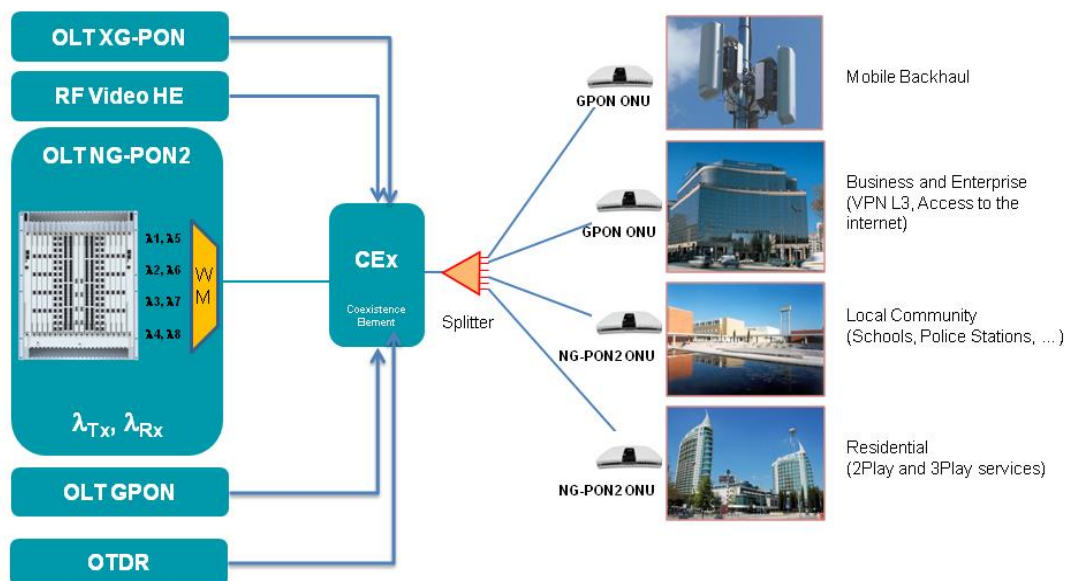 OLT XG-PON
RF Video HE
OLT NG-PON2
λ1, λ5
λ2, λ6
λ3, λ7
λ4, λ8
W
M
λTx, λRx
OLT GPON
OTDR
CEx
Coexistence
Element
Splitter
GPON ONU
GPON ONU
NG-PON2 ONU
NG-PON2 ONU
Mobile Backhaul
Business and Enterprise
(VPN L3, Access to the
internet)
Local Community
(Schools, Police Stations, ... )
Residential
(2Play and 3Play services)